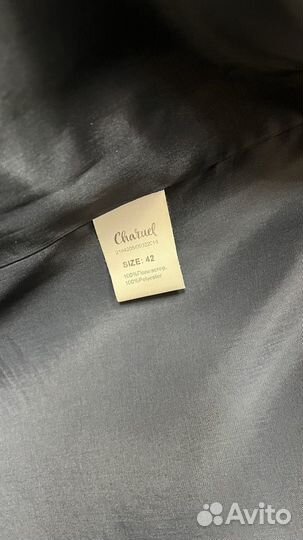 Charuel
SIZE: 42
100%Полиэстер,
100%Polyester
Avito